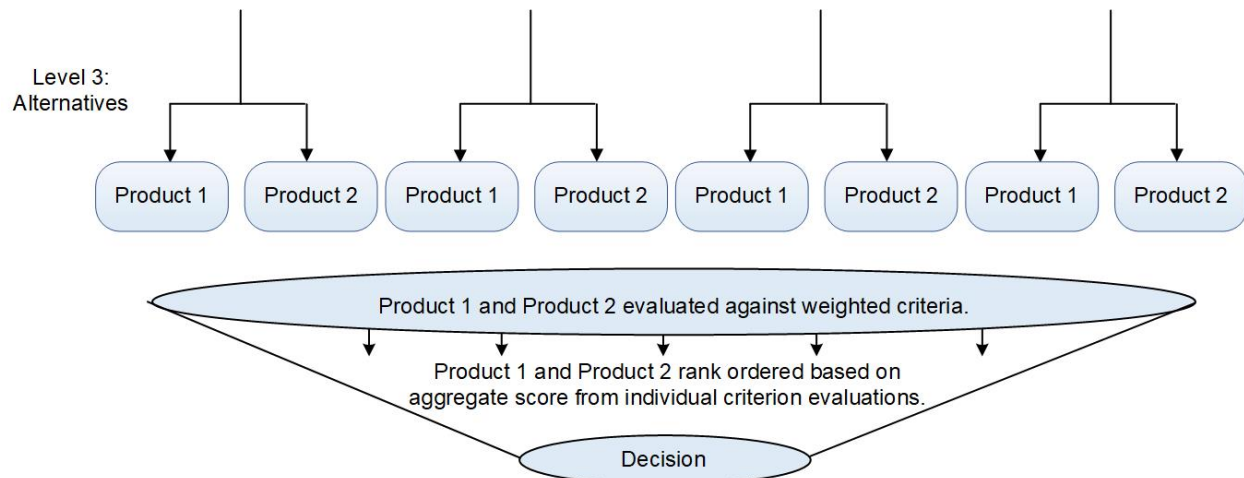 Level 3:
Alternatives
Product 1
Product 2
Product 1
Product 2
Product 1
Product 2
Product 1
Product 2
Product 1 and Product 2 evaluated against weighted criteria.
Product 1 and Product 2 rank ordered based on
aggregate score from individual criterion evaluations.
Decision